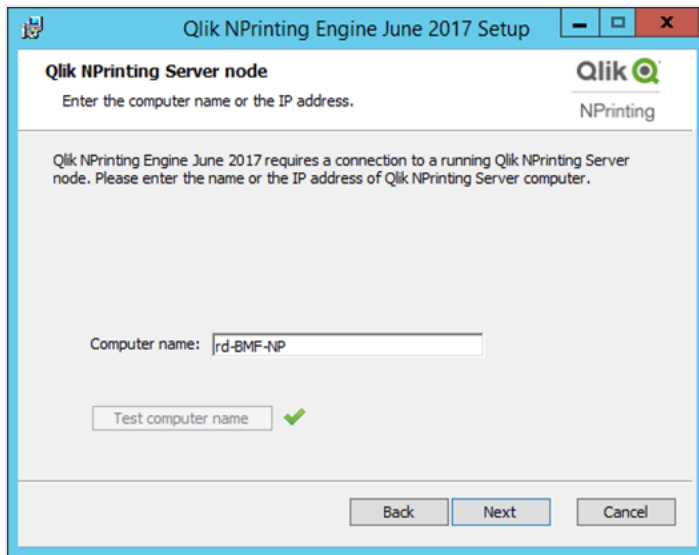 Qlik NPrinting Engine June 2017 Setup
Qlik NPrinting Server node
Enter the computer name or the IP address.
Qlik
NPrinting
Qlik NPrinting Engine June 2017 requires a connection to a running Qlik NPrinting Server
node. Please enter the name or the IP address of Qlik NPrinting Server computer.
Computer name: rd-BMF-NP
Test computer name
Back Next Cancel